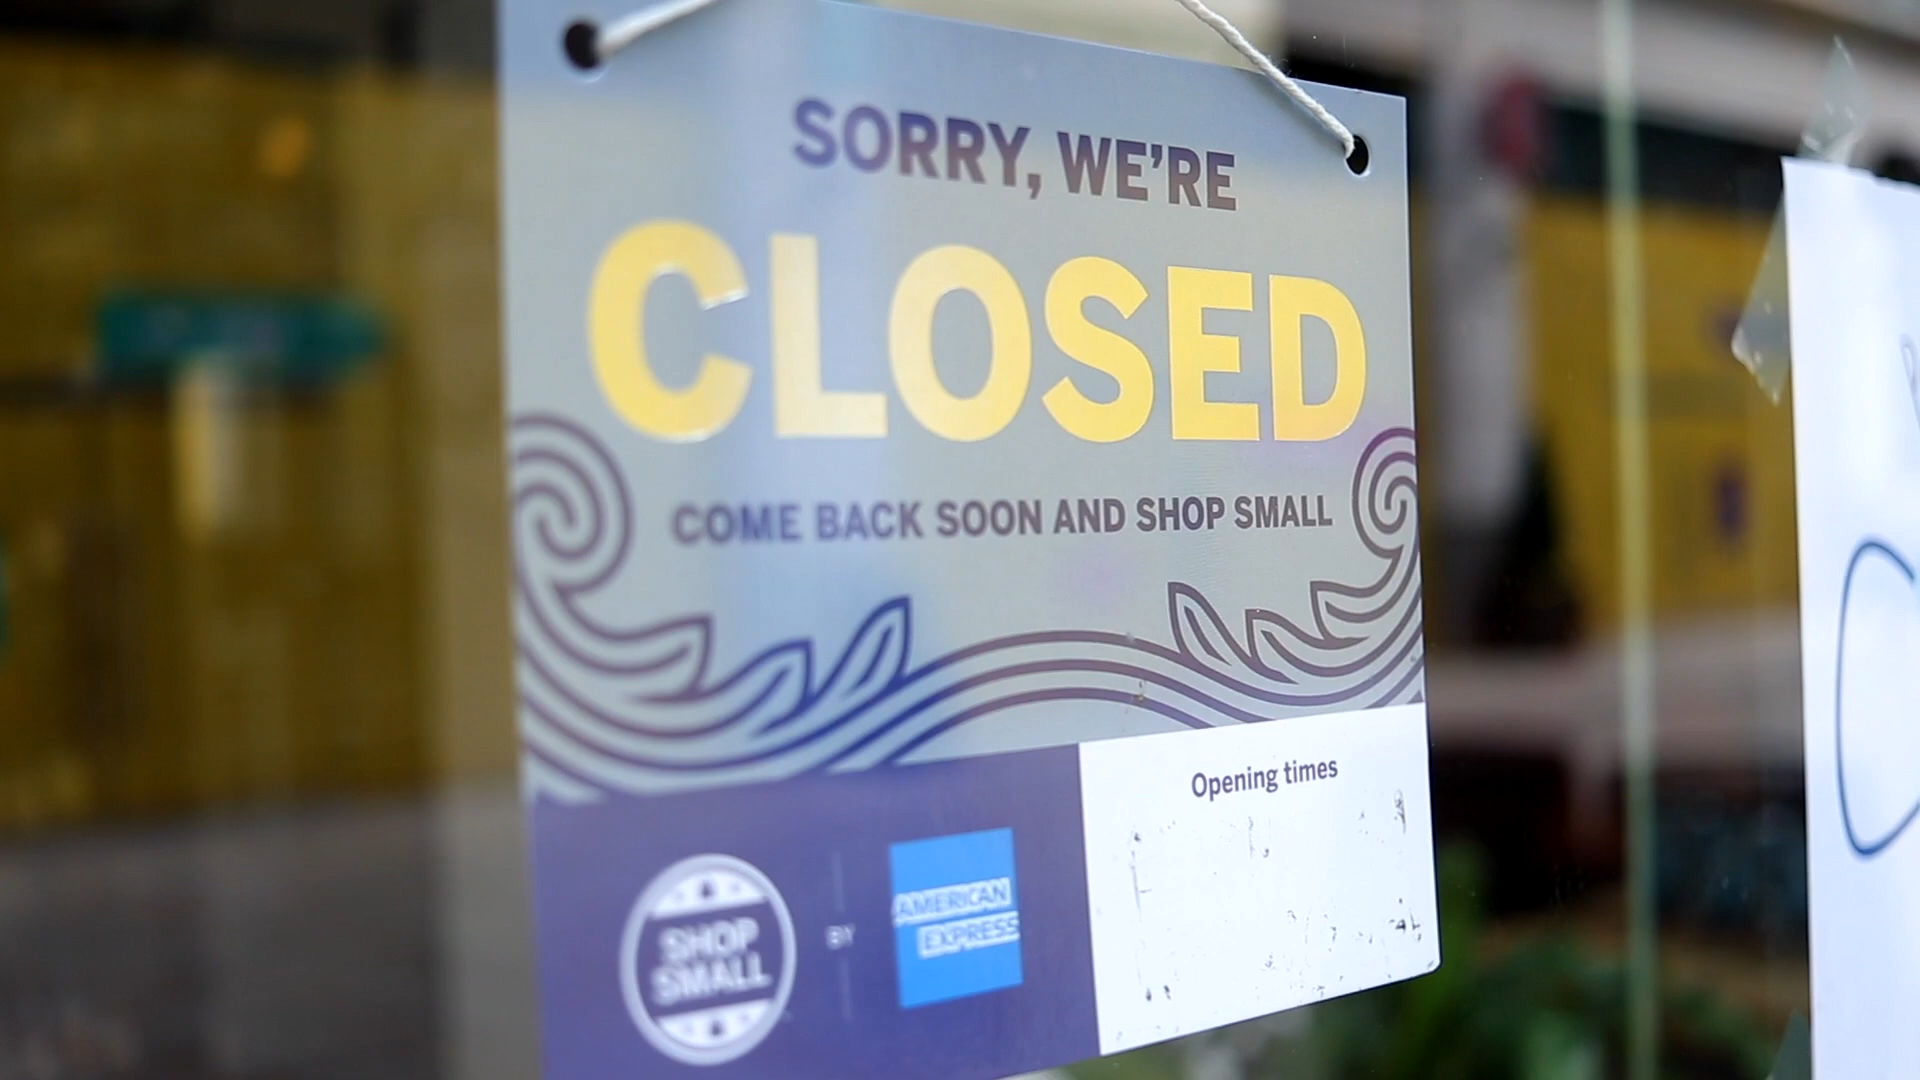 SORRY, WE'RE
CLOSED
COME BACK SOON AND SHOP SMALL
Opening times
SHOP
SMALL
BY
AMERICAN
EXPRESS